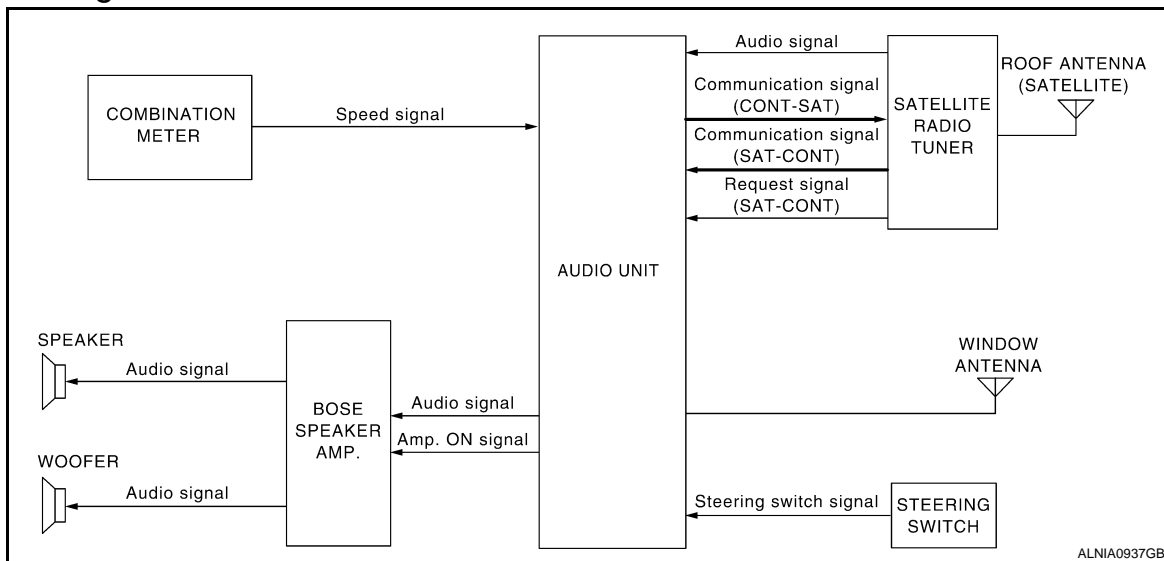 Audio signal
COMBINATION
METER
Speed signal
Communication signal
(CONT-SAT)
Communication signal
(SAT-CONT)
Request signal
(SAT-CONT)
SATELLITE
RADIO
TUNER
ROOF ANTENNA
(SATELLITE)
AUDIO UNIT
SPEAKER
Audio signal
WOOFER
Audio signal
BOSE
SPEAKER
AMP.
Audio signal
Amp. ON signal
WINDOW
ANTENNA
Steering switch signal
STEERING
SWITCH
ALNIA0937GB